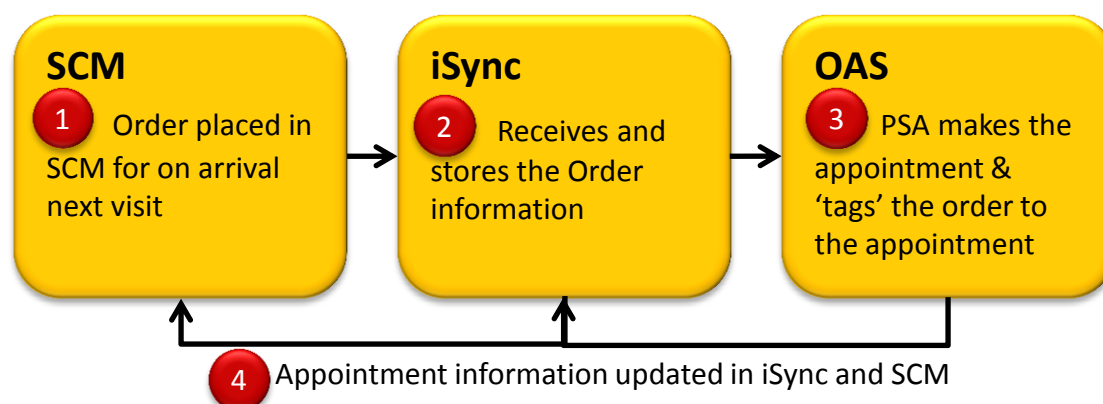 SCM
1 Order placed in
SCM for on arrival
next visit
iSync
2 Receives and
stores the Order
information
OAS
3 PSA makes the
appointment &
‘tags’ the order to
the appointment
4 Appointment information updated in iSync and SCM